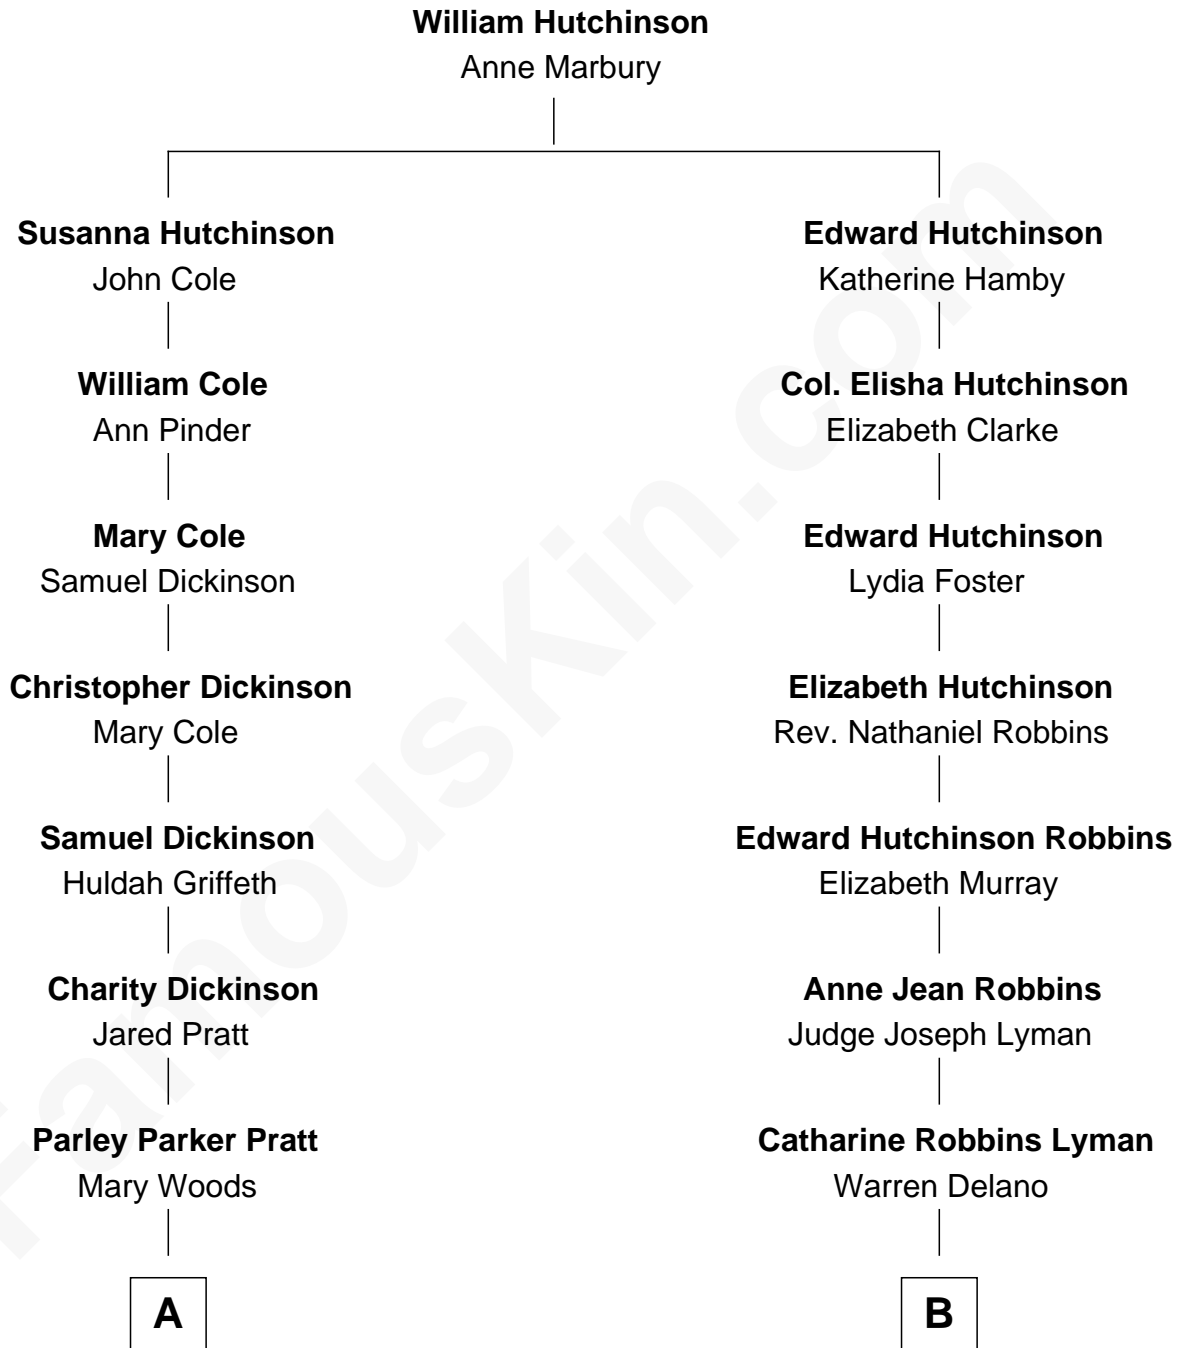 William Hutchinson
Anne Marbury
Susanna Hutchinson
John Cole
William Cole
Ann Pinder
Mary Cole
Samuel Dickinson
Christopher Dickinson
Mary Cole
Samuel Dickinson
Huldah Griffeth
Charity Dickinson
Jared Pratt
Parley Parker Pratt
Mary Woods
A
Edward Hutchinson
Katherine Hamby
Col. Elisha Hutchinson
Elizabeth Clarke
Edward Hutchinson
Lydia Foster
Elizabeth Hutchinson
Rev. Nathaniel Robbins
Edward Hutchinson Robbins
Elizabeth Murray
Anne Jean Robbins
Judge Joseph Lyman
Catharine Robbins Lyman
Warren Delano
B
FamousKin.com